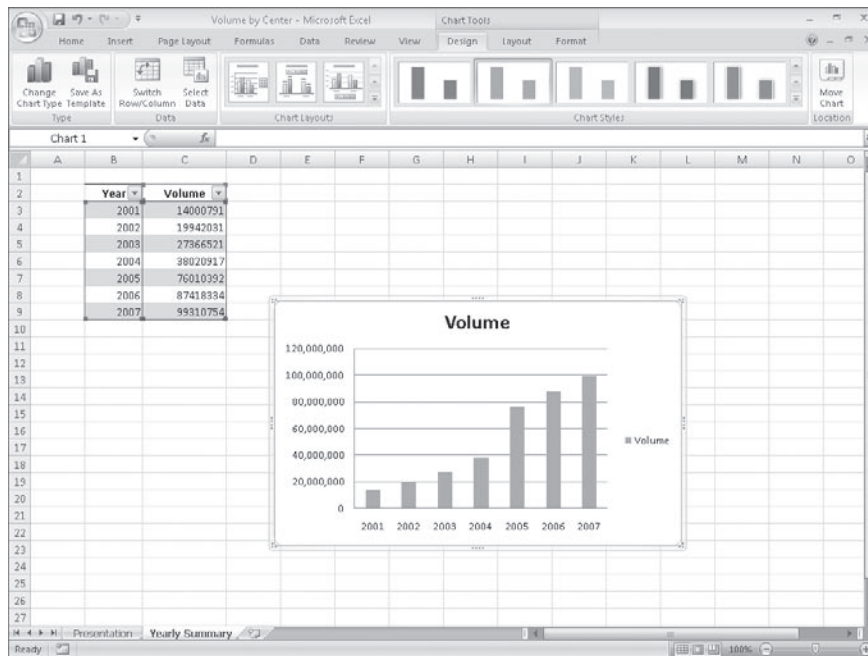 Volume by Center - Microsoft Excel Chart Tools
Home Insert Page Layout Formulas Data Review View Design Layout Format
Change Chart Type Save As Template Switch Row/Column Select Data Move Chart
Type Data Chart Layouts Chart Styles Location
Chart 1 fx
A B C D E F G H I J K L M N O
1
2 Year Volume
3 2001 14000791
4 2002 19942031
5 2003 27366521
6 2004 38020917
7 2005 76010392
8 2006 87418334
9 2007 99310754
10
11
12
13
14
15
16
17
18
19
20
21
22
23
24
25
26
27
Volume
120,000,000
100,000,000
80,000,000
60,000,000
40,000,000
20,000,000
0
2001 2002 2003 2004 2005 2006 2007
Volume
Presentation Yearly Summary
Ready 100%